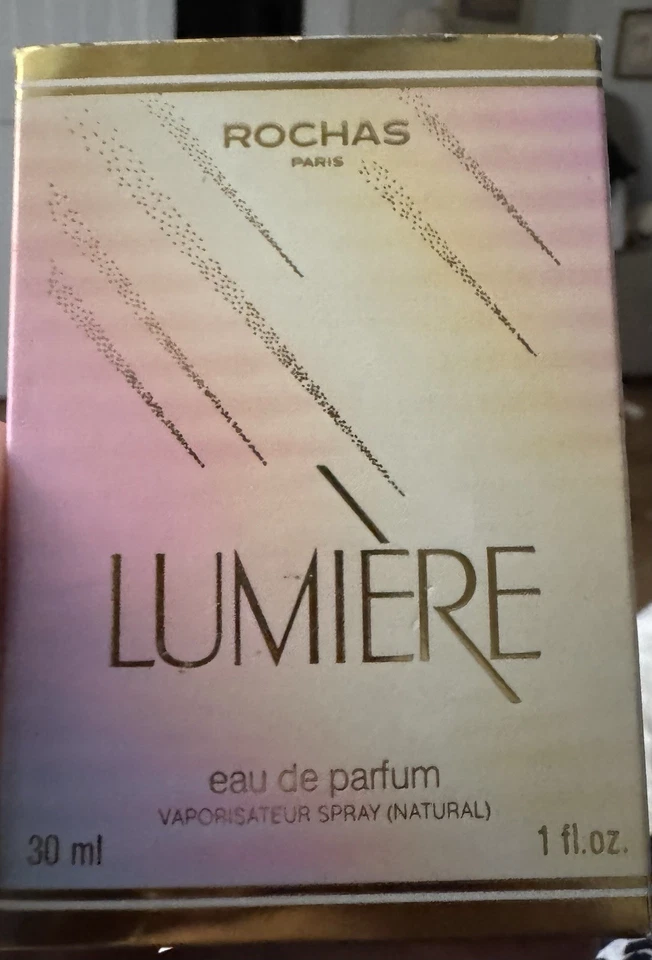 ROCHAS
PARIS
LUMIÈRE
eau de parfum
VAPORISATEUR SPRAY (NATURAL)
30 ml
1 fl.oz.